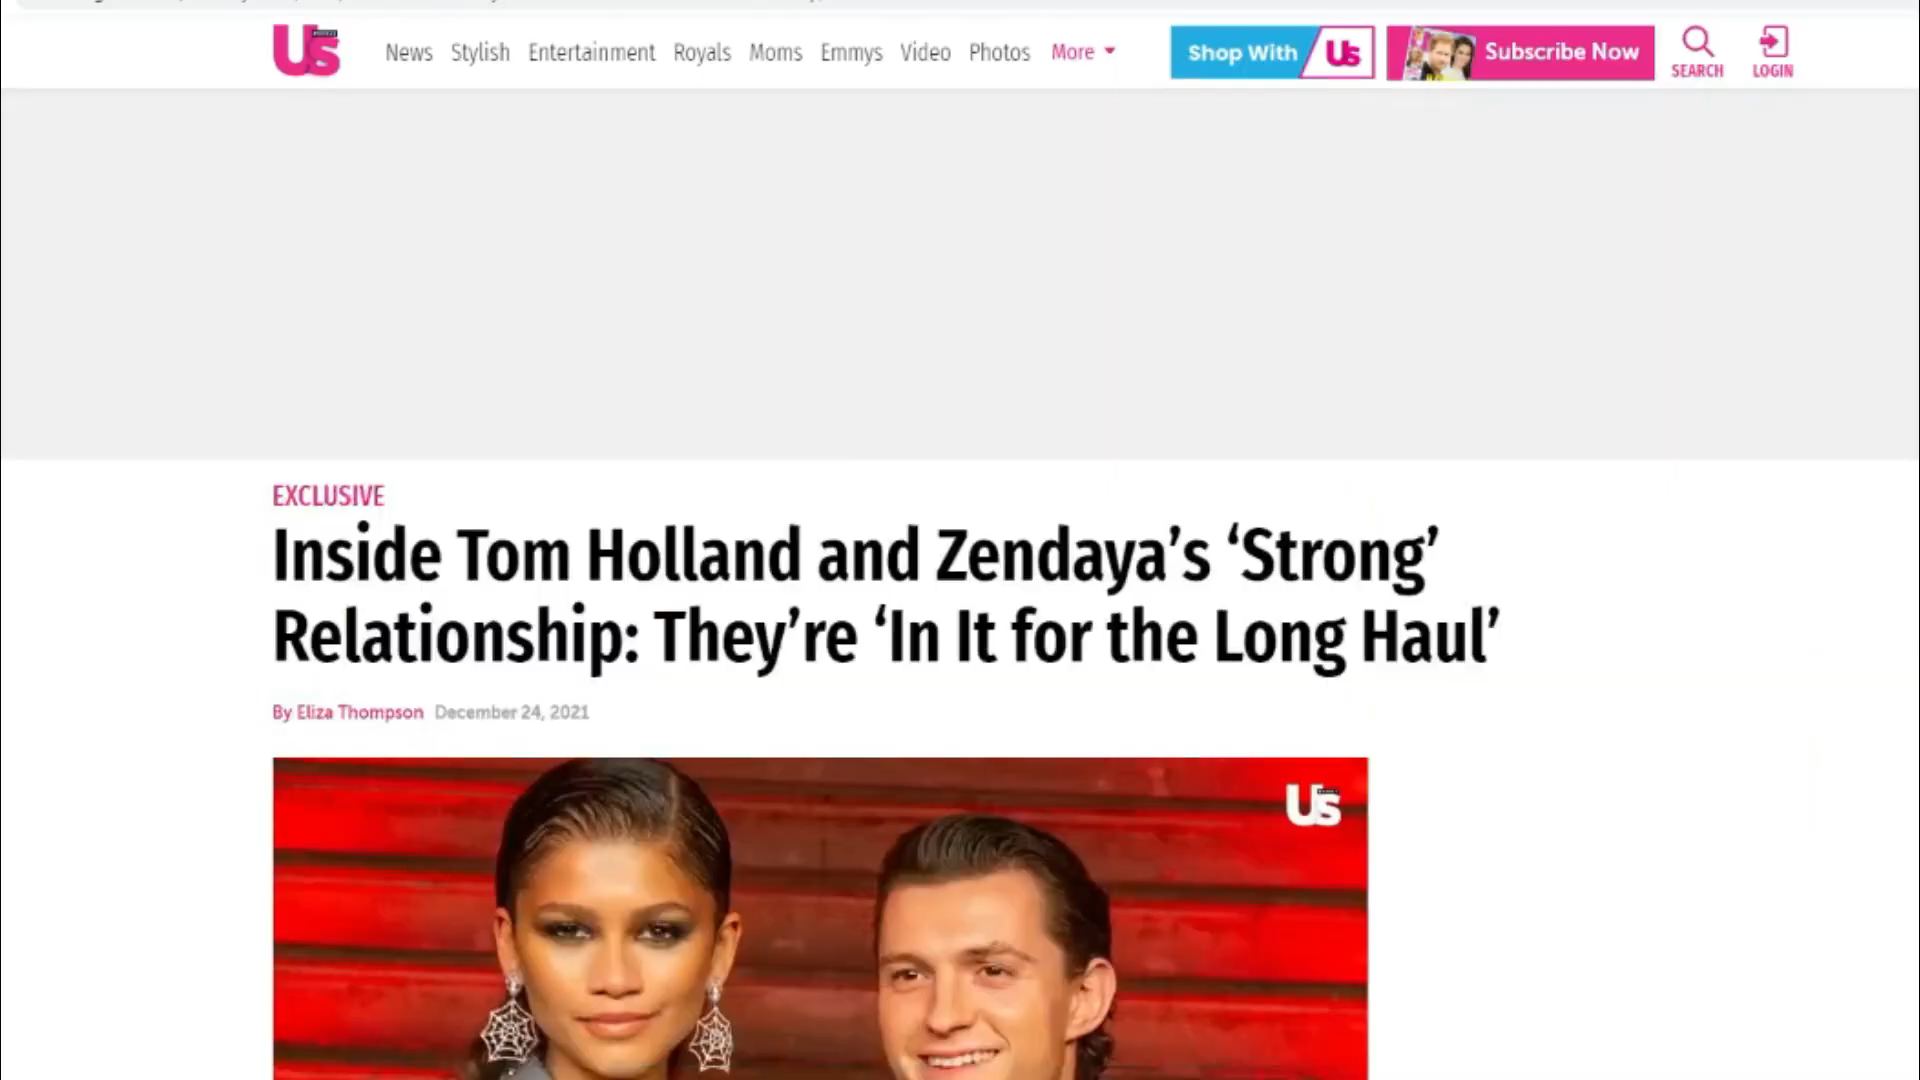 Us News Stylish Entertainment Royals Moms Emmys Video Photos More Shop With Us Subscribe Now SEARCH LOGIN
EXCLUSIVE
Inside Tom Holland and Zendaya’s ‘Strong’
Relationship: They’re ‘In It for the Long Haul’
By Eliza Thompson December 24, 2021
Us